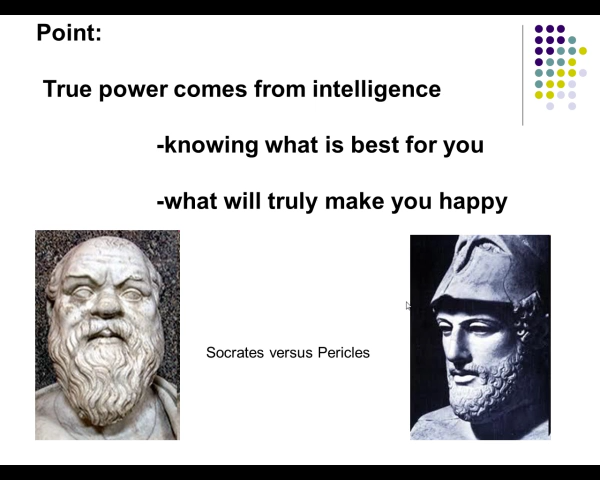 Point:
True power comes from intelligence
-knowing what is best for you
-what will truly make you happy
Socrates versus Pericles